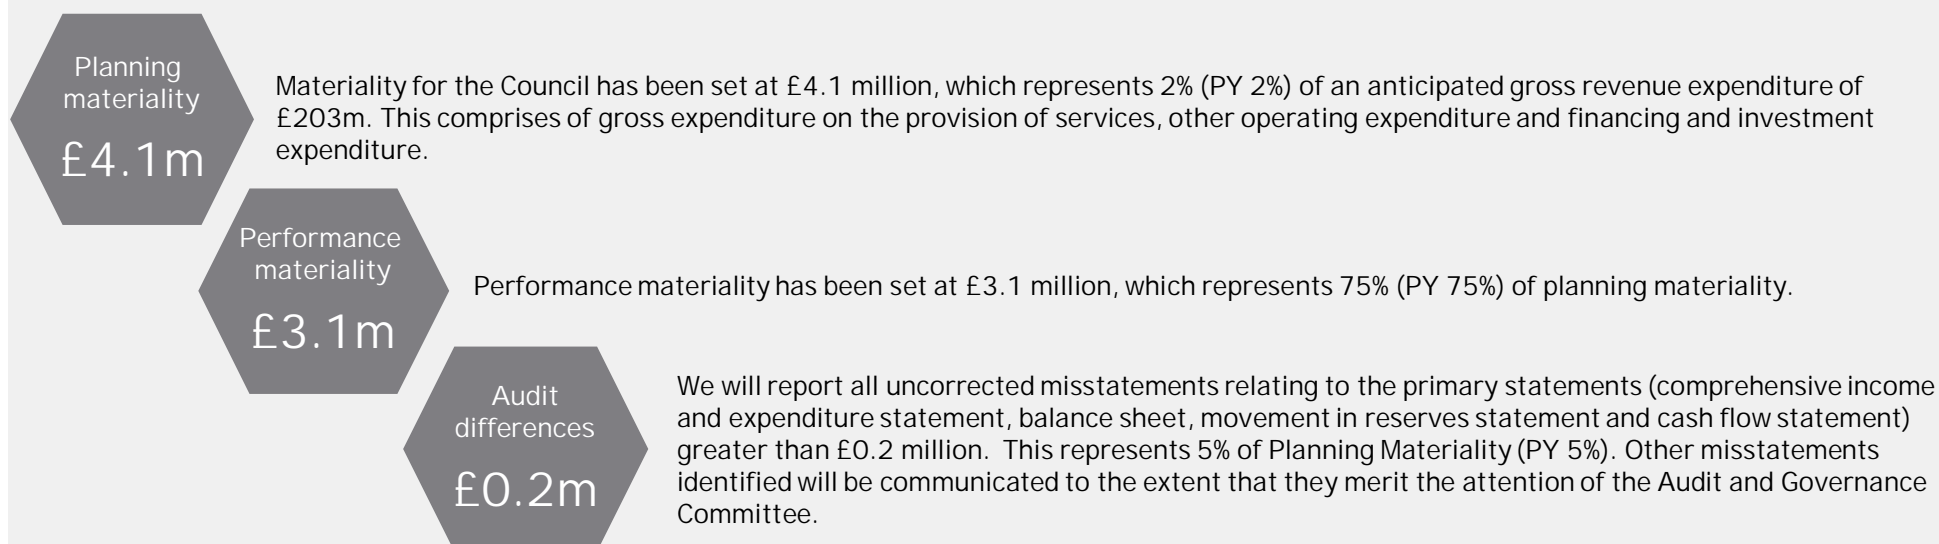 Planning
materiality
£4.1m
Materiality for the Council has been set at £4.1 million, which represents 2% (PY 2%) of an anticipated gross revenue expenditure of
£203m. This comprises of gross expenditure on the provision of services, other operating expenditure and financing and investment
expenditure.
Performance
materiality
£3.1m
Performance materiality has been set at £3.1 million, which represents 75% (PY 75%) of planning materiality.
Audit
differences
£0.2m
We will report all uncorrected misstatements relating to the primary statements (comprehensive income
and expenditure statement, balance sheet, movement in reserves statement and cash flow statement)
greater than £0.2 million.  This represents 5% of Planning Materiality (PY 5%). Other misstatements
identified will be communicated to the extent that they merit the attention of the Audit and Governance
Committee.